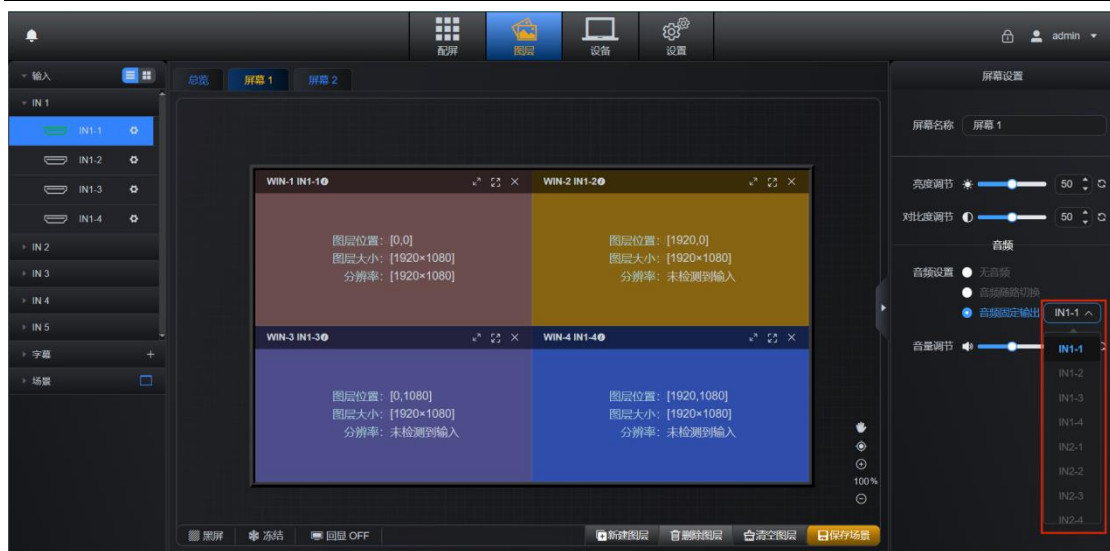 配屏 图层 设备 设置 admin
输入 总览 屏幕 1 屏幕 2 屏幕设置
IN 1
IN1-1
IN1-2
IN1-3
IN1-4
IN 2
IN 3
IN 4
IN 5
字幕 +
场景
WIN-1 IN1-1
图层位置: [0,0]
图层大小: [1920×1080]
分辨率: [1920×1080]
WIN-2 IN1-2
图层位置: [1920,0]
图层大小: [1920×1080]
分辨率: 未检测到输入
WIN-3 IN1-3
图层位置: [0,1080]
图层大小: [1920×1080]
分辨率: 未检测到输入
WIN-4 IN1-4
图层位置: [1920,1080]
图层大小: [1920×1080]
分辨率: 未检测到输入
100%
黑屏 冻结 回显 OFF 新建图层 删除图层 清空图层 保存场景
屏幕名称 屏幕 1
亮度调节 50
对比度调节 50
音频
音频设置 无音频
音频随路切换
音频固定输出 IN1-1
音量调节
IN1-1
IN1-2
IN1-3
IN1-4
IN2-1
IN2-2
IN2-3
IN2-4